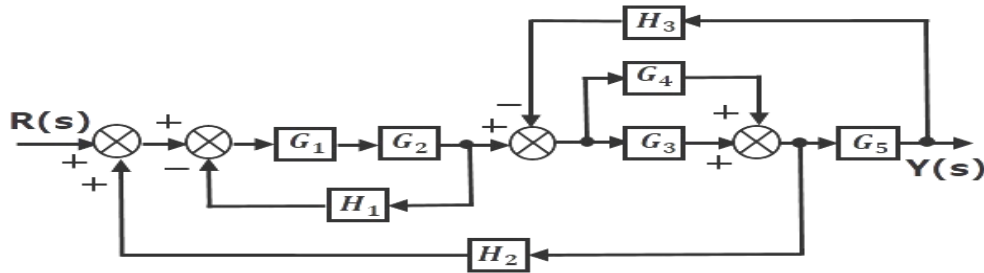 H₃
G₄
R(s)
+
−
+
+
−
+
G₁
G₂
G₃
G₅
+
+
−
+
Y(s)
H₁
H₂